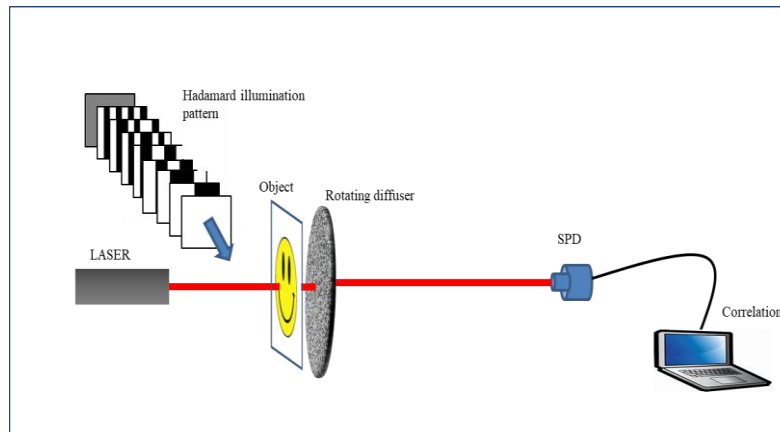 Hadamard illumination
pattern
Object
Rotating diffuser
LASER
SPD
Correlation